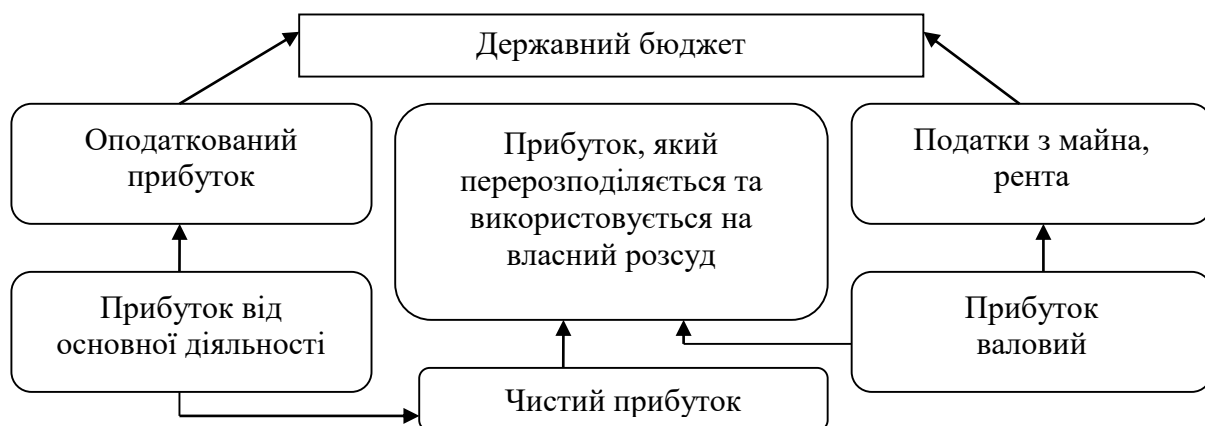 Державний бюджет
Оподаткований
прибуток
Прибуток, який
перерозподіляється та
використовується на
власний розсуд
Податки з майна,
рента
Прибуток від
основної діяльності
Прибуток
валовий
Чистий прибуток